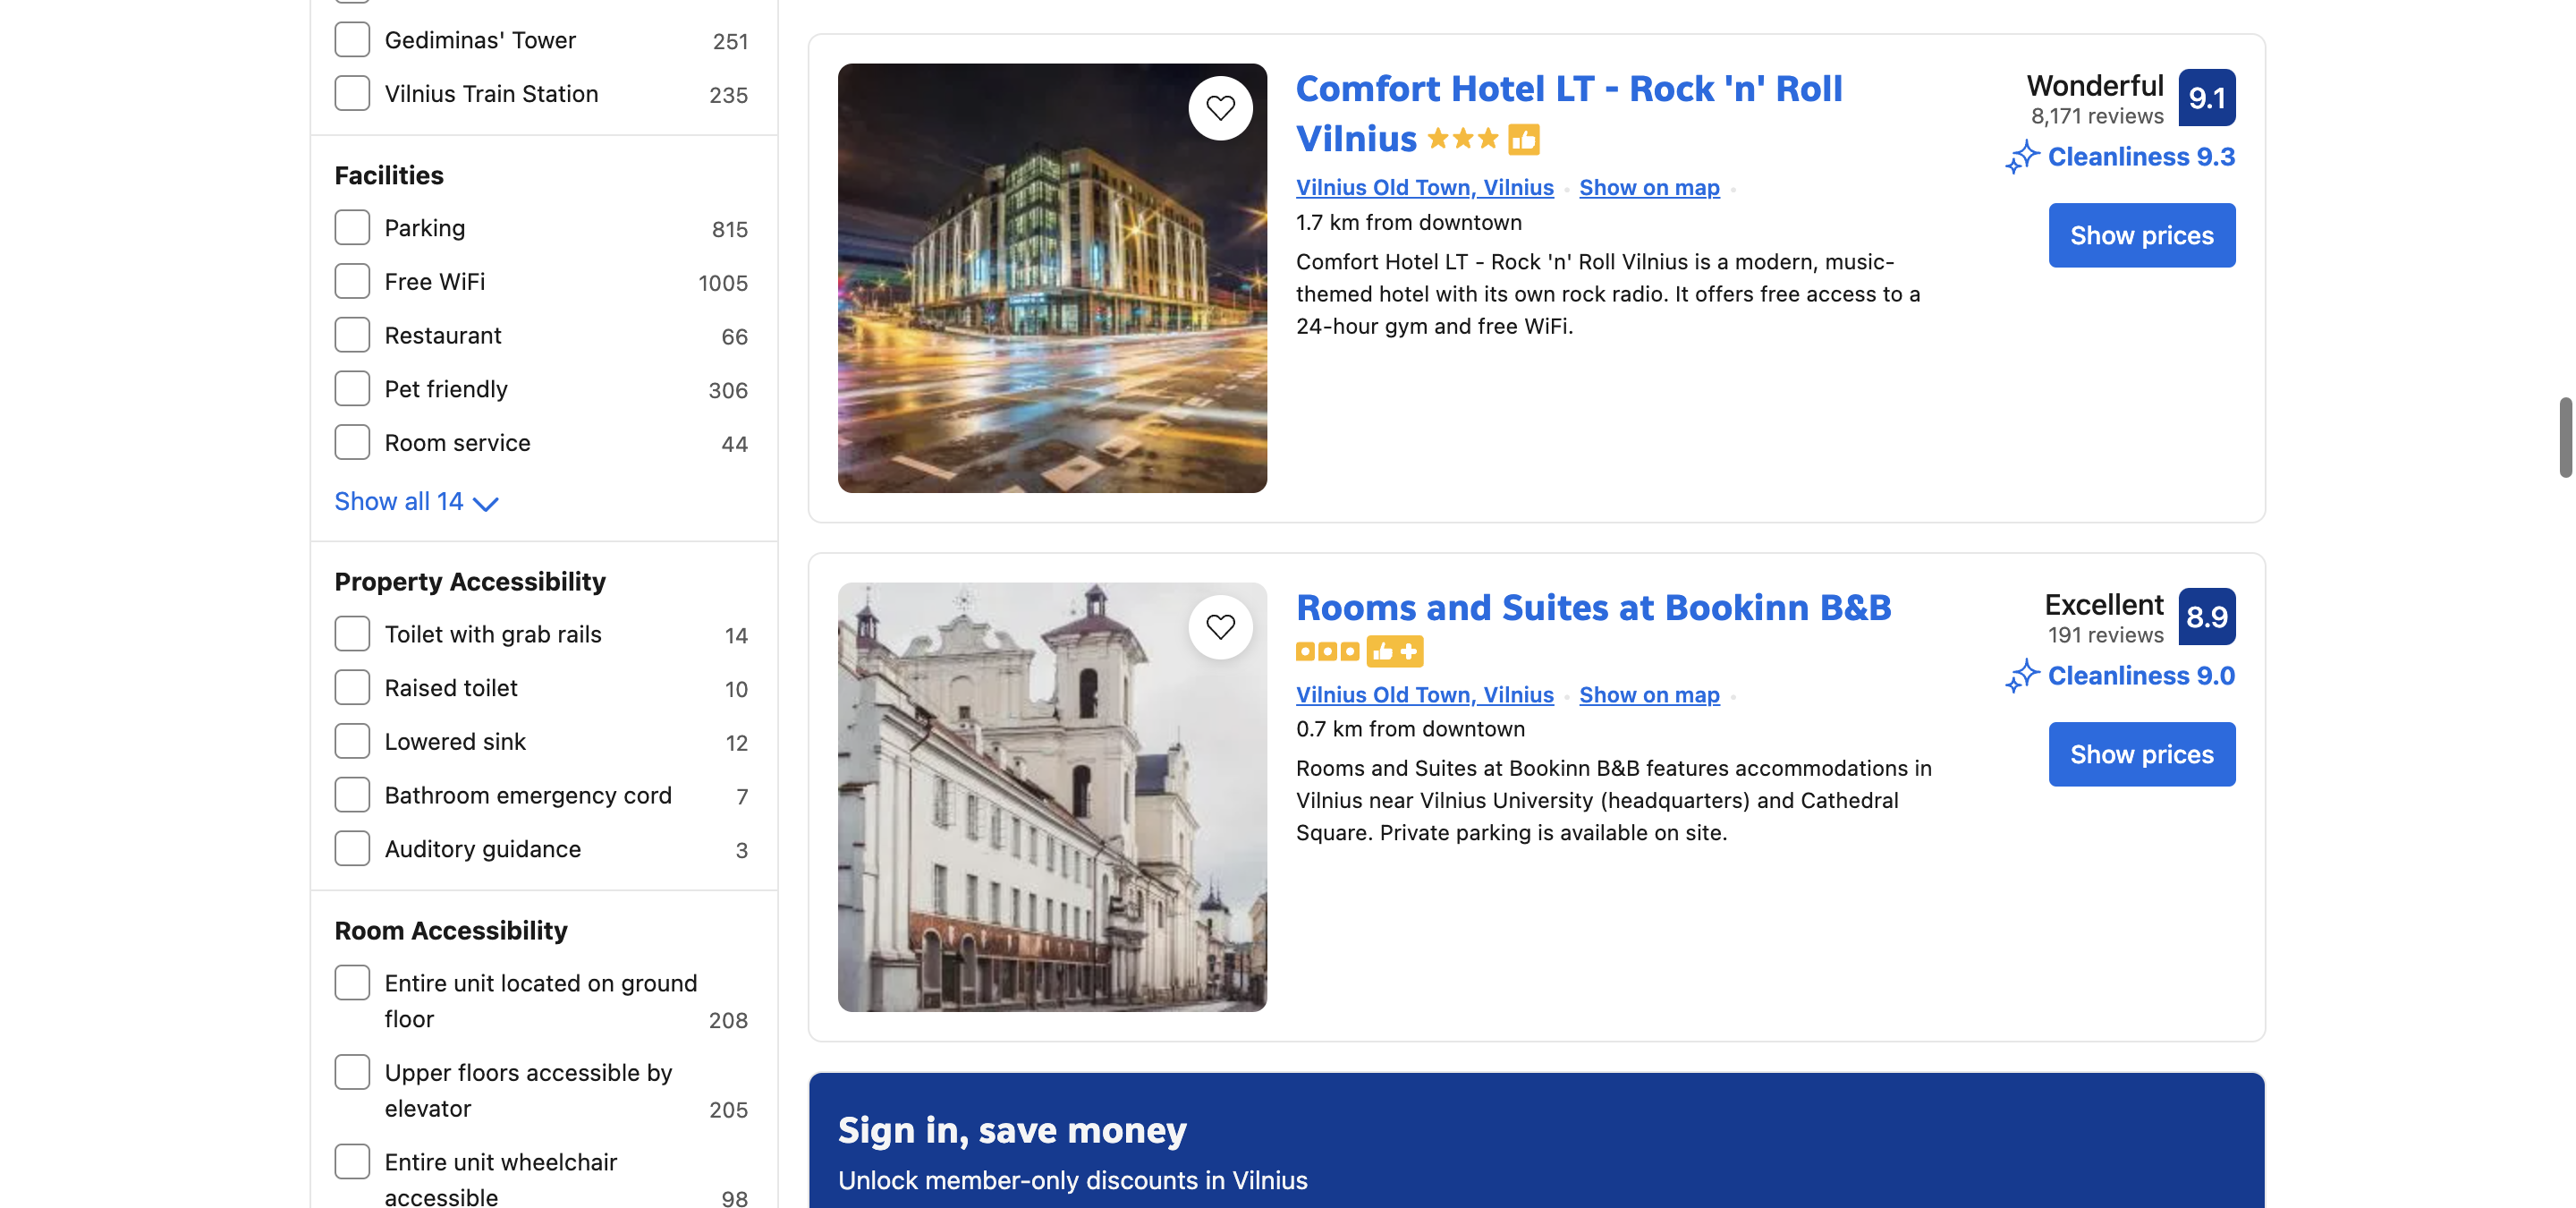 Gediminas' Tower 251
Vilnius Train Station 235
Facilities
Parking 815
Free WiFi 1005
Restaurant 66
Pet friendly 306
Room service 44
Show all 14
Property Accessibility
Toilet with grab rails 14
Raised toilet 10
Lowered sink 12
Bathroom emergency cord 7
Auditory guidance 3
Room Accessibility
Entire unit located on ground
floor 208
Upper floors accessible by
elevator 205
Entire unit wheelchair
accessible 98
Comfort Hotel LT - Rock 'n' Roll
Vilnius
Vilnius Old Town, Vilnius Show on map
1.7 km from downtown
Comfort Hotel LT - Rock 'n' Roll Vilnius is a modern, music-
themed hotel with its own rock radio. It offers free access to a
24-hour gym and free WiFi.
Wonderful 9.1
8,171 reviews
Cleanliness 9.3
Show prices
Rooms and Suites at Bookinn B&B
Vilnius Old Town, Vilnius Show on map
0.7 km from downtown
Rooms and Suites at Bookinn B&B features accommodations in
Vilnius near Vilnius University (headquarters) and Cathedral
Square. Private parking is available on site.
Excellent 8.9
191 reviews
Cleanliness 9.0
Show prices
Sign in, save money
Unlock member-only discounts in Vilnius